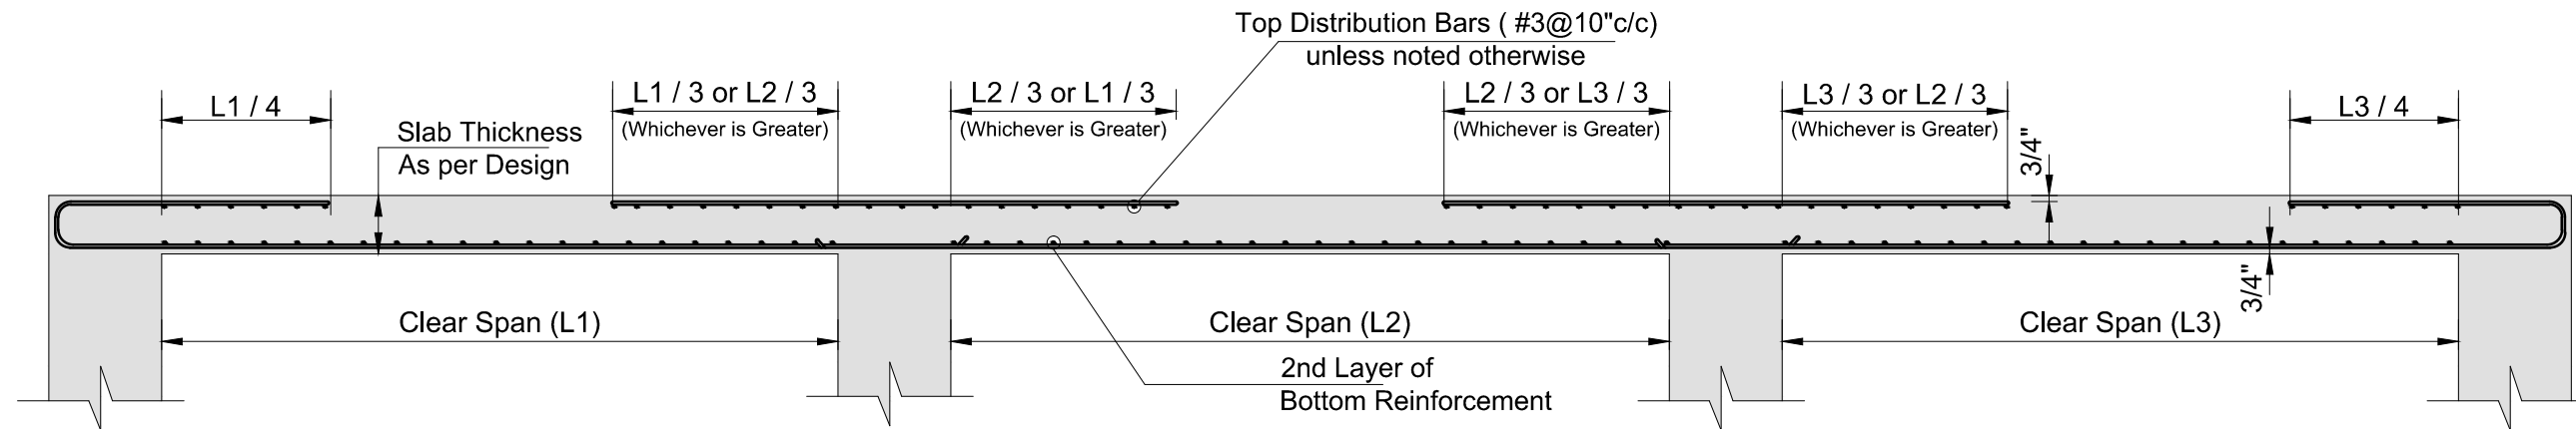 Top Distribution Bars ( #3@10"c/c)
unless noted otherwise
L1 / 4
L1 / 3 or L2 / 3
(Whichever is Greater)
L2 / 3 or L1 / 3
(Whichever is Greater)
L2 / 3 or L3 / 3
(Whichever is Greater)
L3 / 3 or L2 / 3
(Whichever is Greater)
L3 / 4
Slab Thickness
As per Design
3/4"
3/4"
Clear Span (L1)
Clear Span (L2)
Clear Span (L3)
2nd Layer of
Bottom Reinforcement